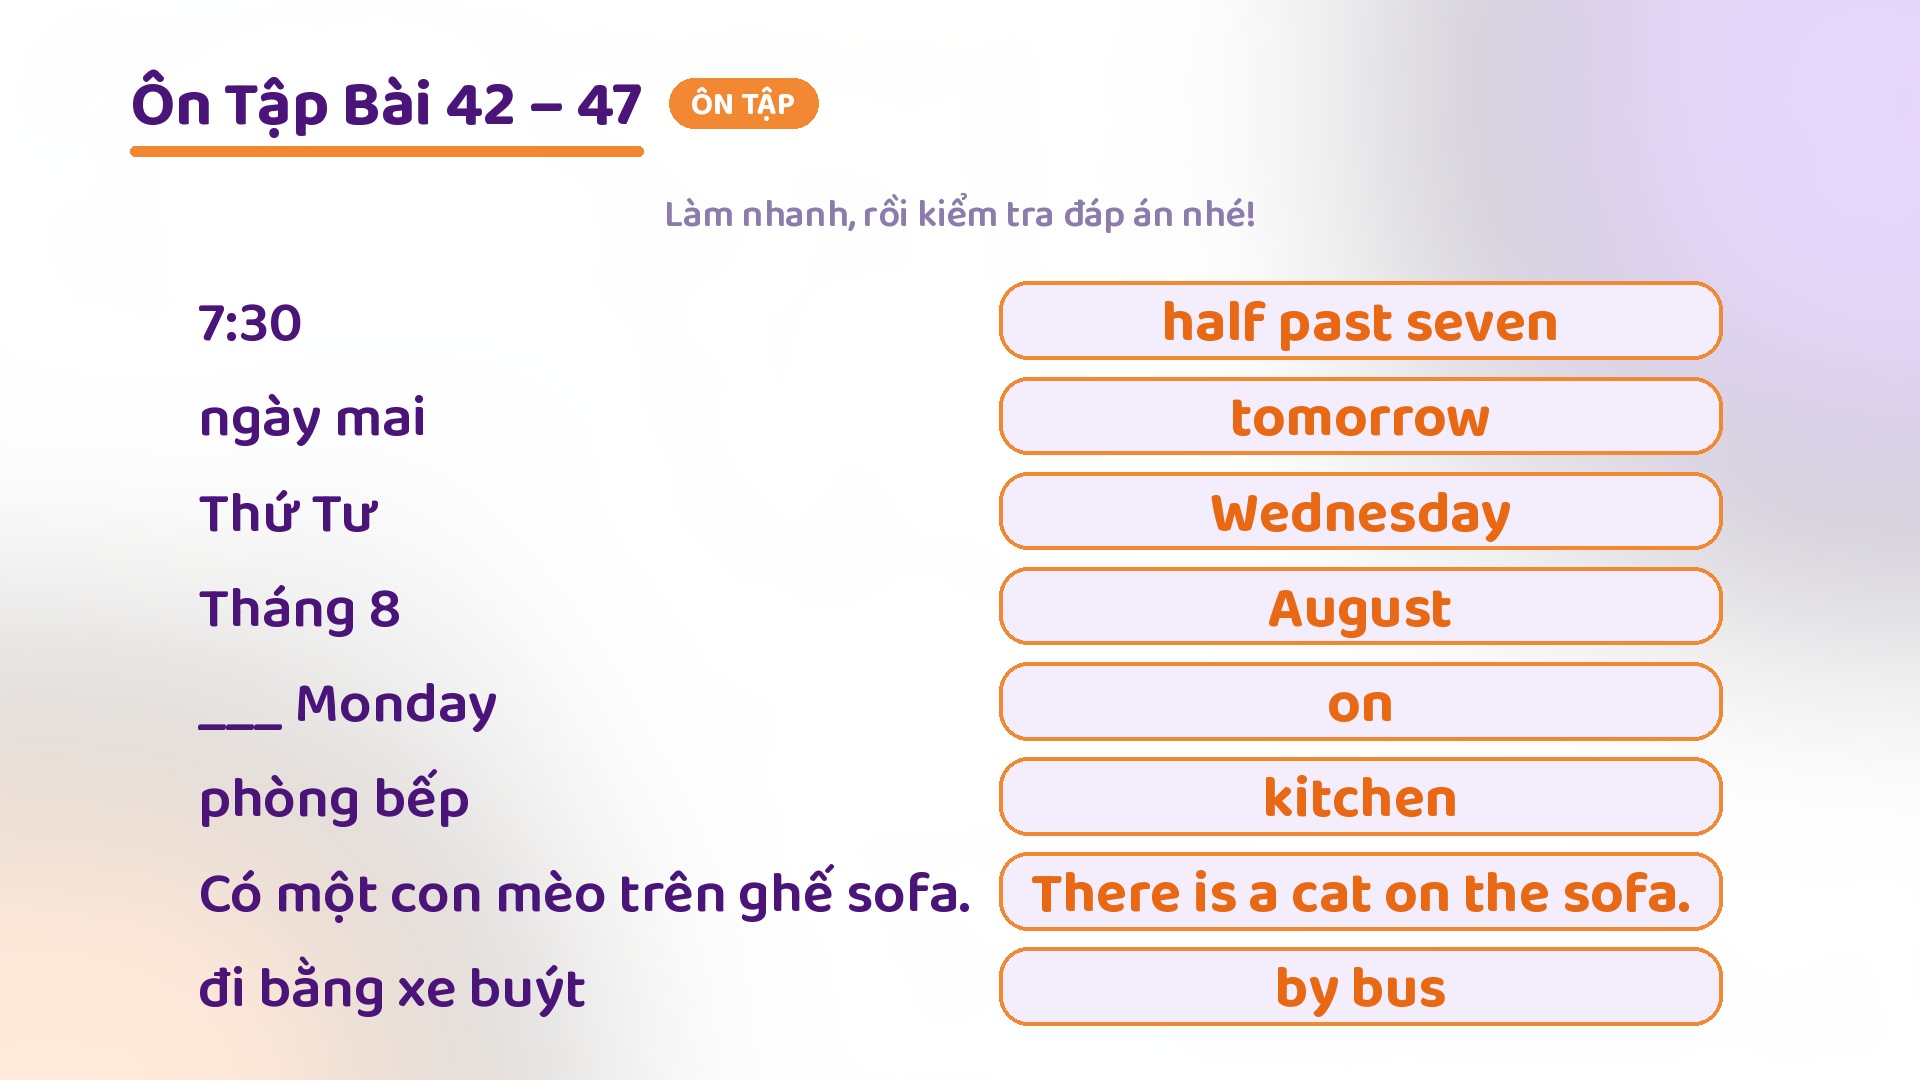 Ôn Tập Bài 42 – 47
ÔN TẬP
Làm nhanh, rồi kiểm tra đáp án nhé!
7:30
half past seven
ngày mai
tomorrow
Thứ Tư
Wednesday
Tháng 8
August
___ Monday
on
phòng bếp
kitchen
Có một con mèo trên ghế sofa.
There is a cat on the sofa.
đi bằng xe buýt
by bus